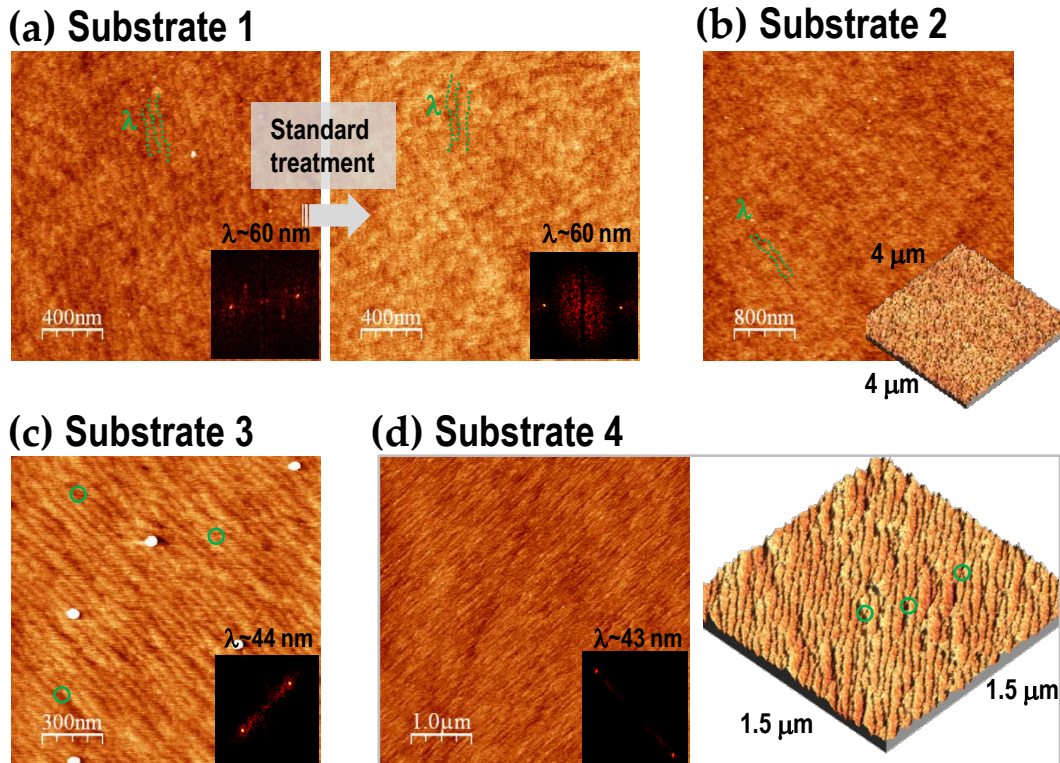 (a) Substrate 1
λ
Standard
treatment
λ
λ~60 nm
400nm
λ~60 nm
400nm
(b) Substrate 2
λ
4 μm
800nm
4 μm
(c) Substrate 3
λ~44 nm
300nm
(d) Substrate 4
λ~43 nm
1.0μm
1.5 μm
1.5 μm